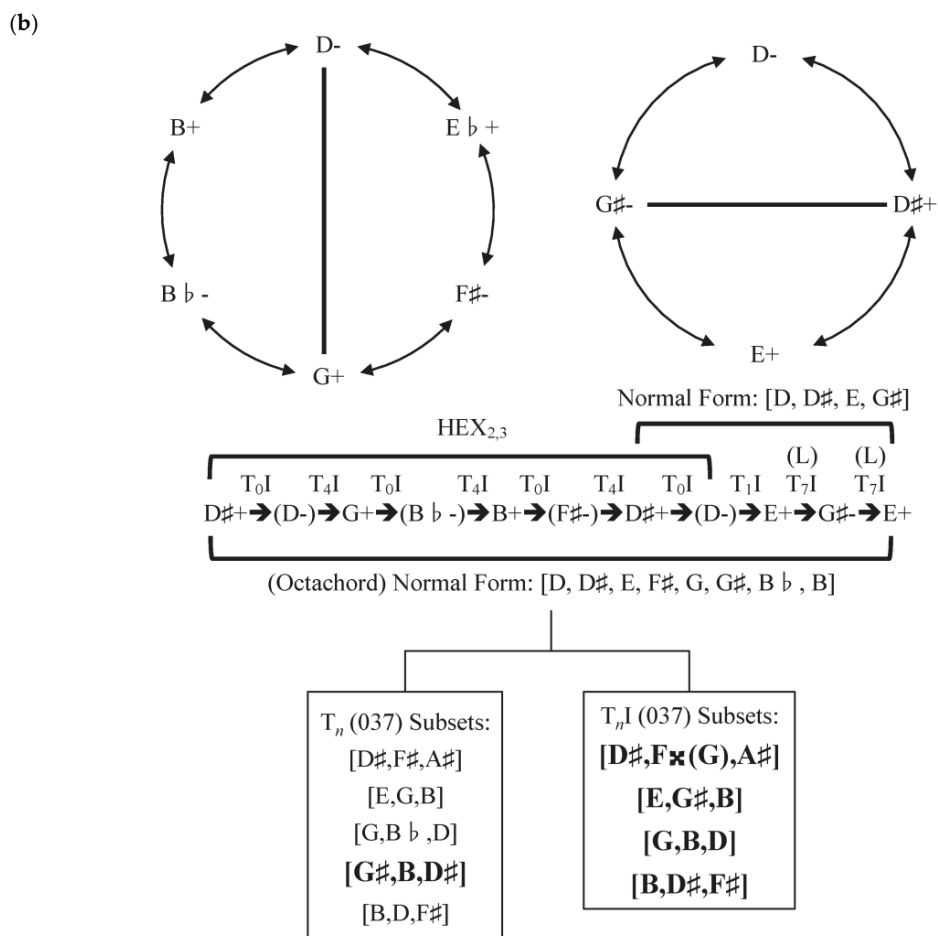 (b)
D-
B+
E♭+
B♭-
F♯-
G+
D-
G♯-
D♯+
E+
Normal Form: [D, D♯, E, G♯]
HEX2,3
(L) (L)
T0I T4I T0I T4I T0I T4I T0I T1I T7I T7I
D♯+➔(D-)➔G+➔(B♭-)➔B+➔(F♯-)➔D♯+➔(D-)➔E+➔G♯-➔E+
(Octachord) Normal Form: [D, D♯, E, F♯, G, G♯, B♭, B]
Tn (037) Subsets:
[D♯,F♯,A♯]
[E,G,B]
[G,B♭,D]
[G♯,B,D♯]
[B,D,F♯]
TnI (037) Subsets:
[D♯,F𝄪(G),A♯]
[E,G♯,B]
[G,B,D]
[B,D♯,F♯]